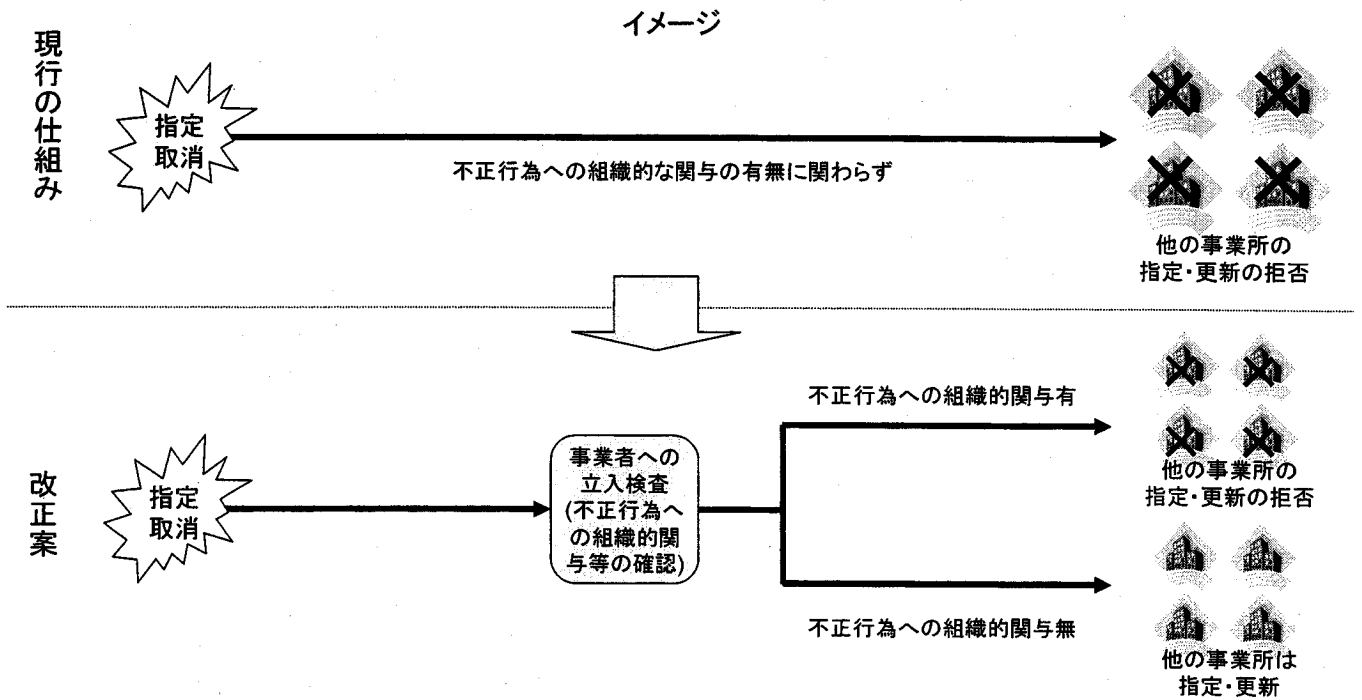 イメージ
現行の仕組み
指定
取消
不正行為への組織的な関与の有無に関わらず
他の事業所の
指定・更新の拒否
改正案
指定
取消
事業者への
立入検査
(不正行為へ
の組織的関
与等の確認)
不正行為への組織的関与有
他の事業所の
指定・更新の拒否
不正行為への組織的関与無
他の事業所は
指定・更新